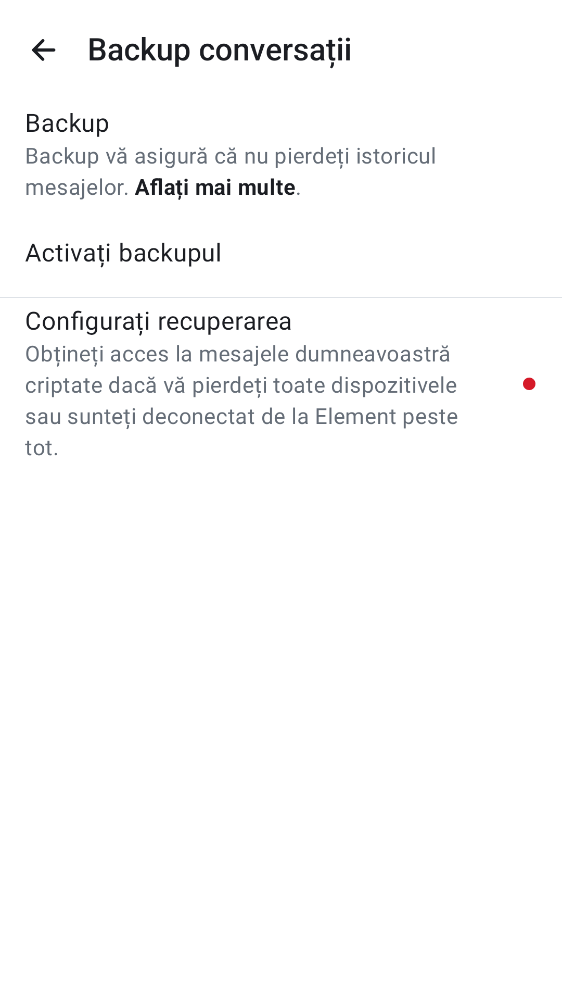 Backup conversații
Backup
Backup vă asigură că nu pierdeți istoricul
mesajelor. Aflați mai multe.
Activați backupul
Configurați recuperarea
Obțineți acces la mesajele dumneavoastră
criptate dacă vă pierdeți toate dispozitivele
sau sunteți deconectat de la Element peste
tot.